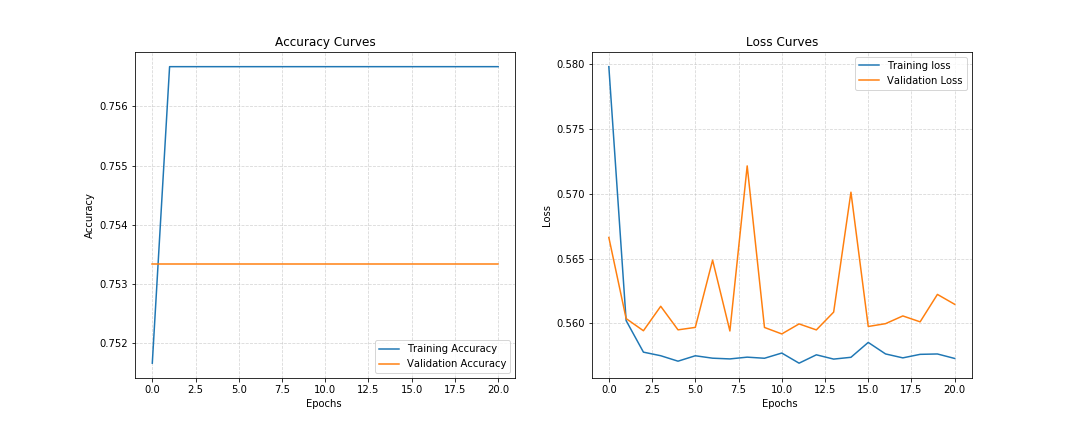 Accuracy Curves
0.756
0.755
0.754
0.753
0.752
Accuracy
0.0 2.5 5.0 7.5 10.0 12.5 15.0 17.5 20.0
Epochs
Training Accuracy
Validation Accuracy
Loss Curves
0.580
0.575
0.570
0.565
0.560
Loss
0.0 2.5 5.0 7.5 10.0 12.5 15.0 17.5 20.0
Epochs
Training loss
Validation Loss